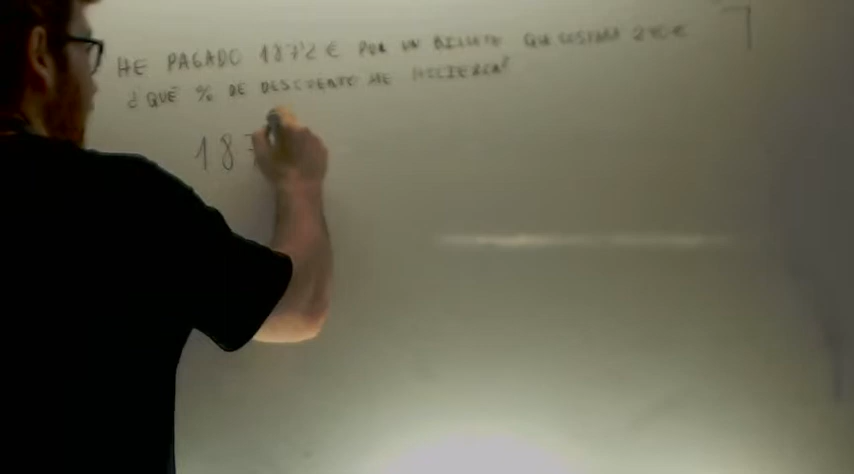 HE PAGADO 187'2 € POR UN BILLETE QUE COSTABA 240 €
¿QUÉ % DE DESCUENTO ME HICIERON?
187